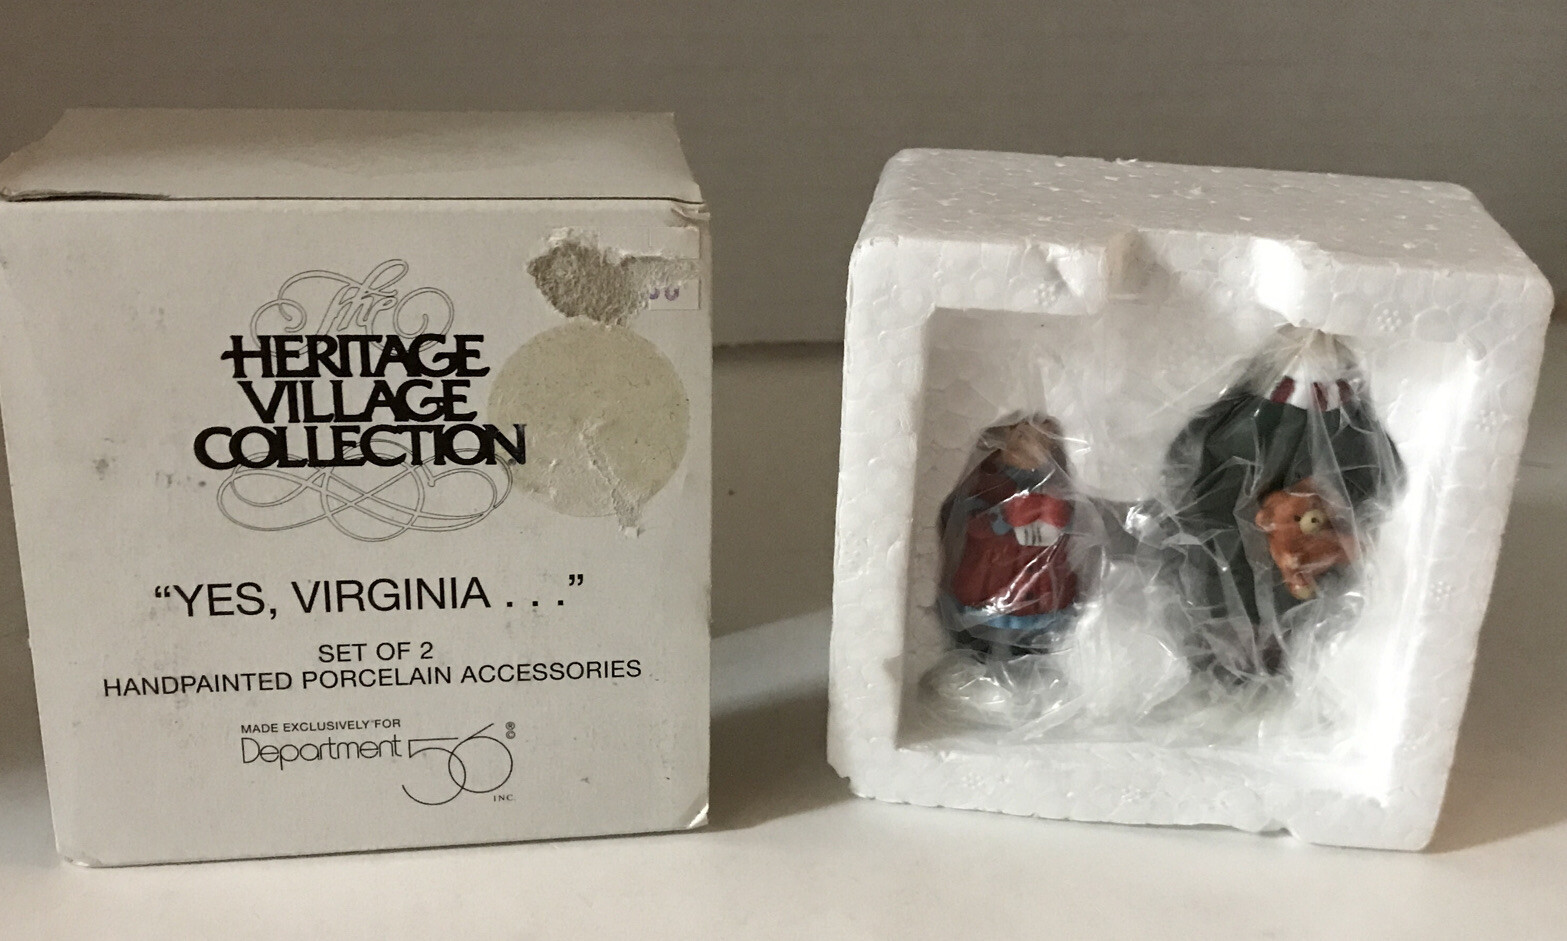 The
HERITAGE
VILLAGE
COLLECTION
“YES, VIRGINIA . . .”
SET OF 2
HANDPAINTED PORCELAIN ACCESSORIES
MADE EXCLUSIVELY FOR
Department 56 ® ©
INC.